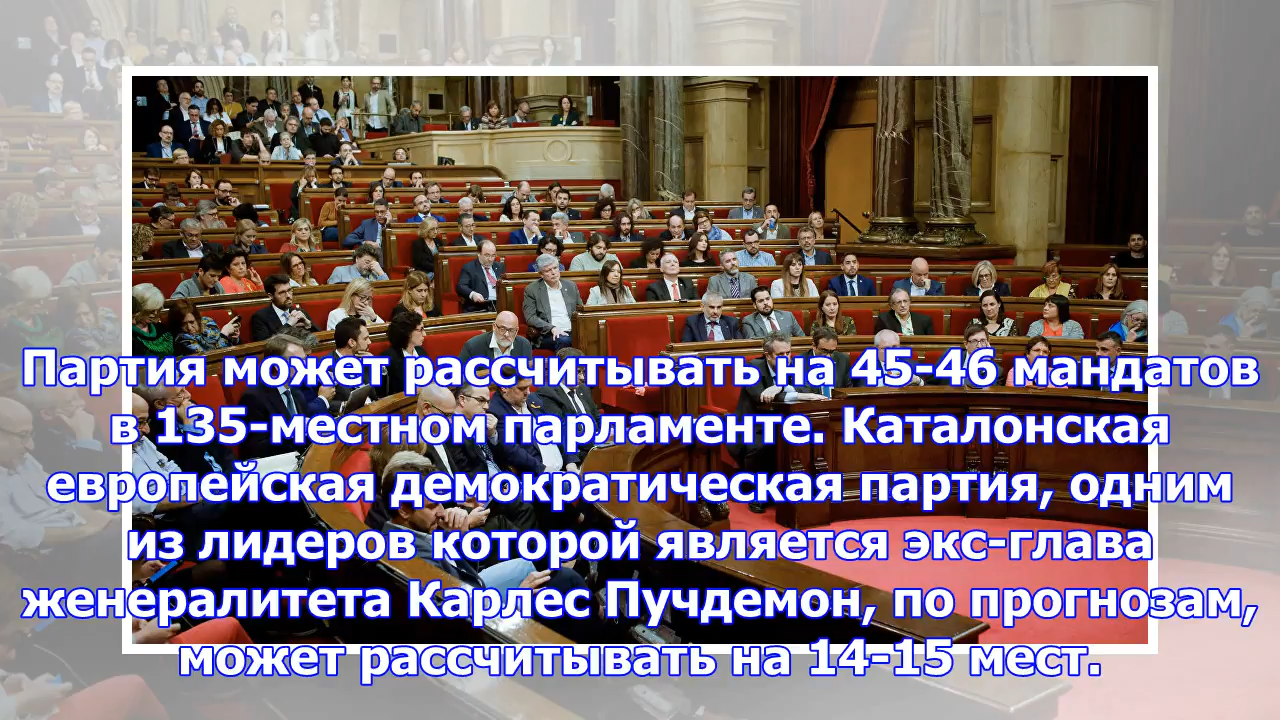 Партия может рассчитывать на 45-46 мандатов
в 135-местном парламенте. Каталонская
европейская демократическая партия, одним
из лидеров которой является экс-глава
женералитета Карлес Пучдемон, по прогнозам,
может рассчитывать на 14-15 мест.